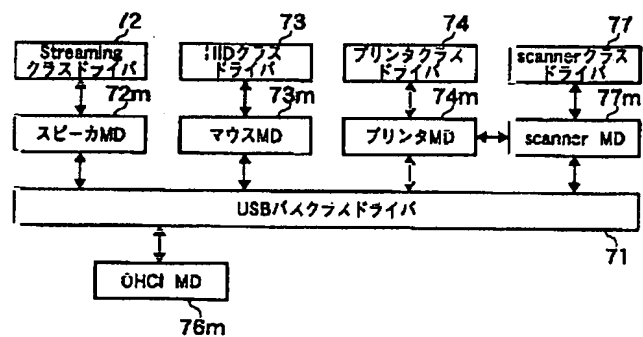 72
73
74
77
Streaming
クラスドライバ
HIDクラス
ドライバ
プリンタクラス
ドライバ
scannerクラス
ドライバ
72m
73m
74m
77m
スピーカMD
マウスMD
プリンタMD
scanner MD
USBバスクラスドライバ
71
OHCI MD
76m